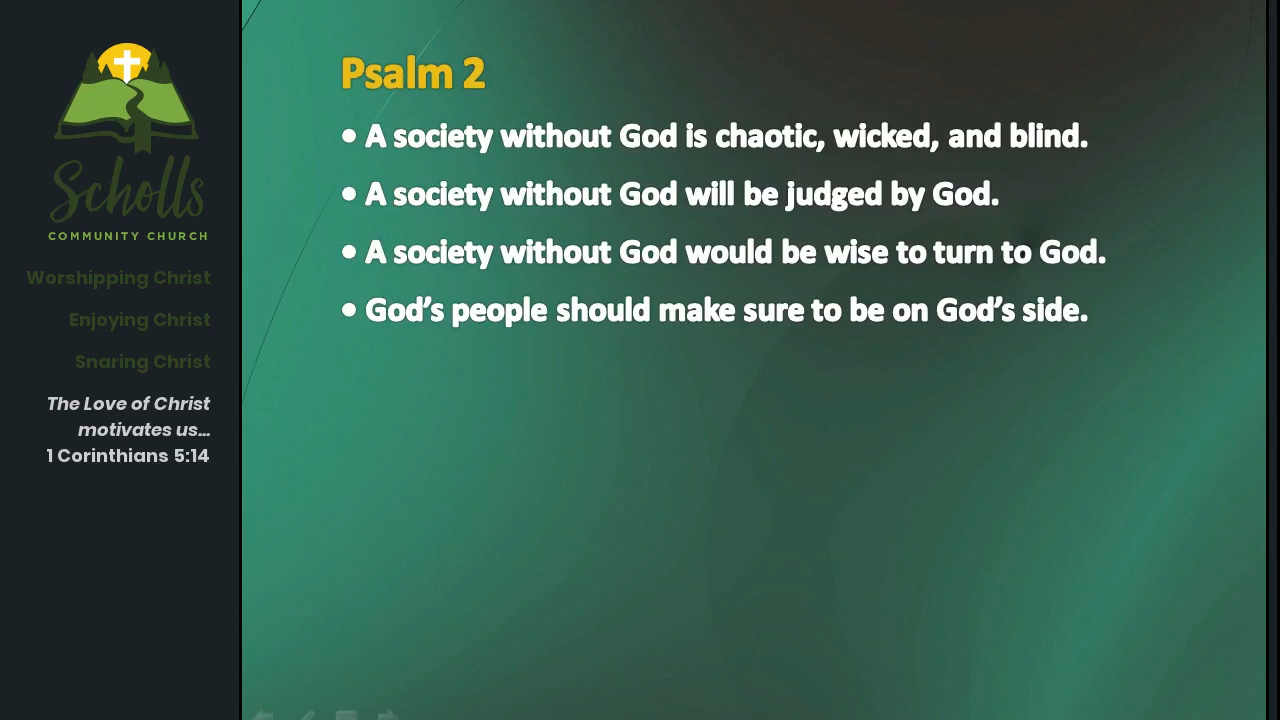 Scholls
COMMUNITY CHURCH
Worshipping Christ
Enjoying Christ
Snaring Christ
The Love of Christ
motivates us...
1 Corinthians 5:14
Psalm 2
• A society without God is chaotic, wicked, and blind.
• A society without God will be judged by God.
• A society without God would be wise to turn to God.
• God's people should make sure to be on God's side.